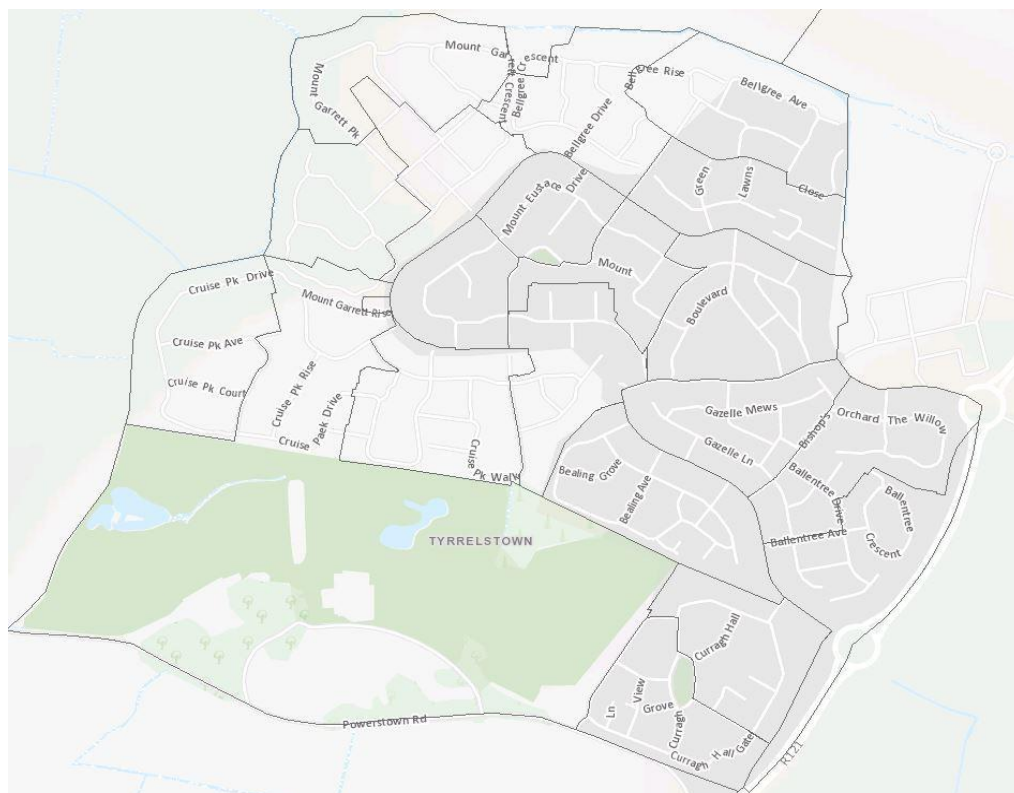 Mount Garrett Crescent
Bellgree Crescent
Bellgree Rise
Bellgree Ave
Mount Garrett Pk
Bellgree Drive
Mount Eustace Drive
Green
Lawns
Close
Cruise Pk Drive
Mount
Mount Garrett Rise
Boulevard
Cruise Pk Ave
Cruise Pk Court
Cruise Pk Rise
Cruise Paek Drive
Cruise Pk Walk
Gazelle Mews
Gazelle Ln
Bishop's Orchard The Willow
Bealing Grove
Bealing Ave
Ballentree Drive
Ballentree Crescent
Ballentree Ave
TYRRELSTOWN
Curragh Hall
View
Ln
Grove
Curragh
Curragh Hall Gate
Powerstown Rd
R121